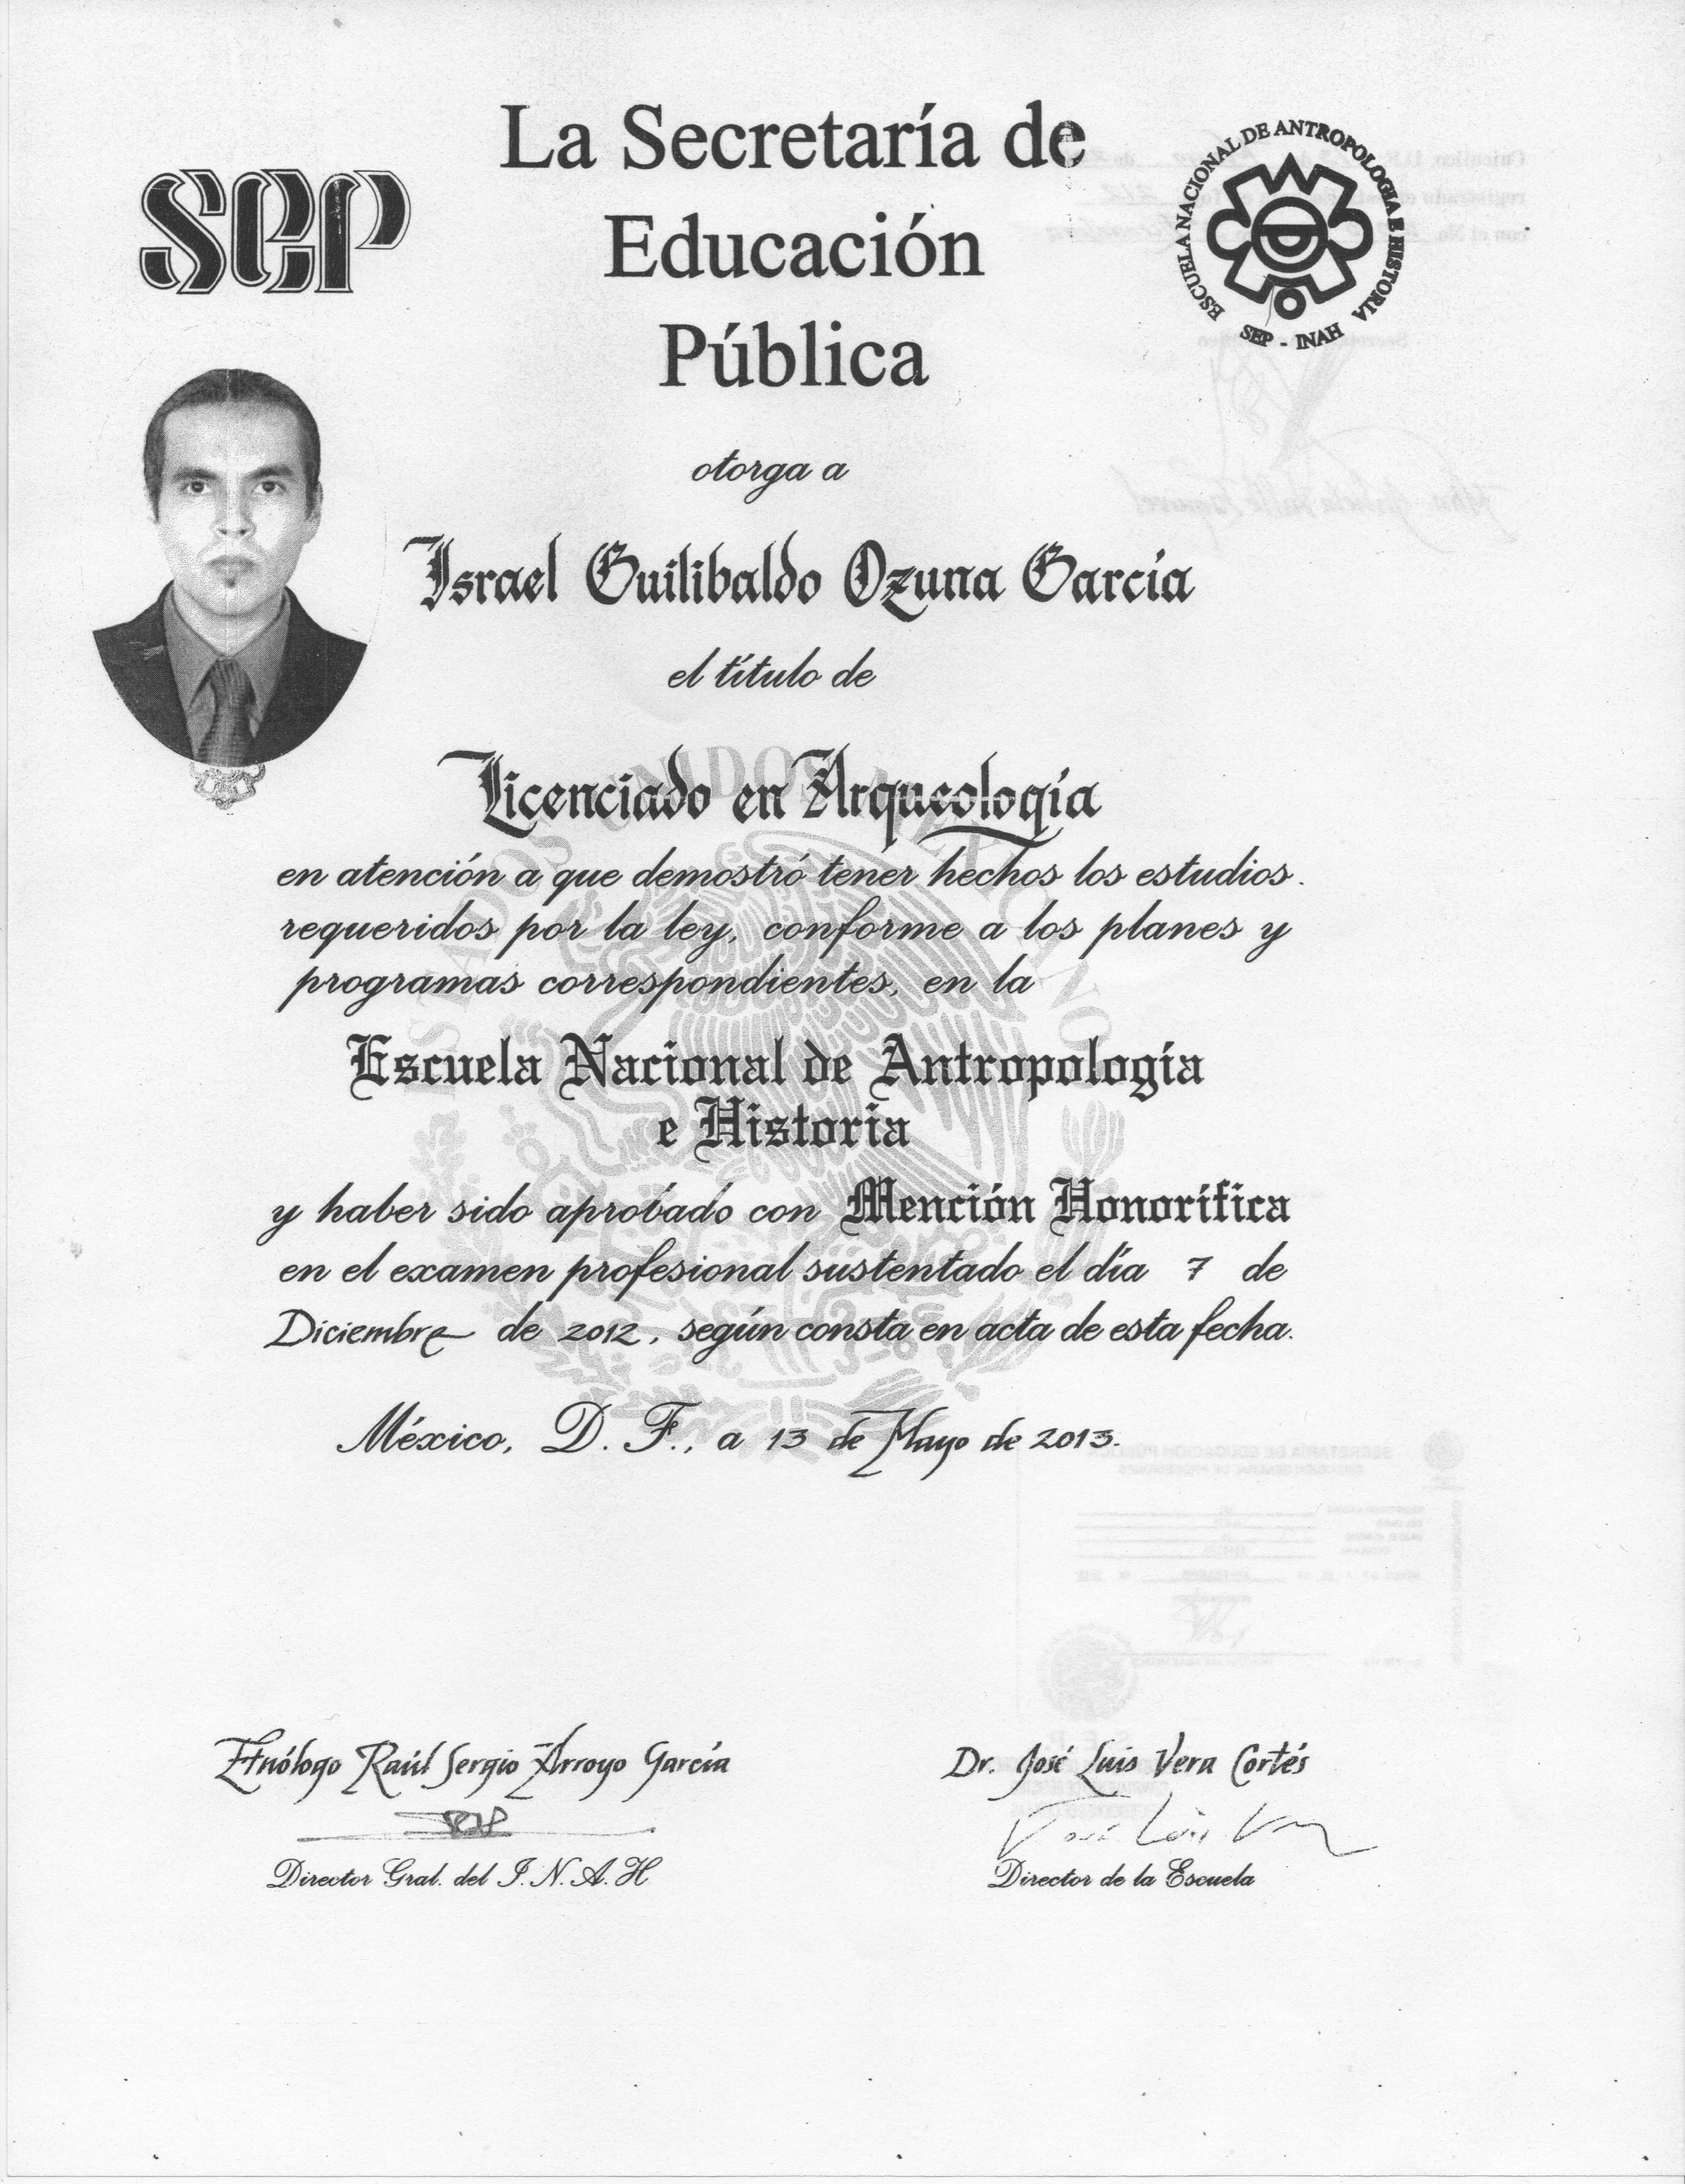 SEP
La Secretaría de
Educación
Pública
ESCUELA NACIONAL DE ANTROPOLOGIA E HISTORIA
SEP - INAH
otorga a
Israel Guilibaldo Ozuna García
el título de
Licenciado en Arqueología
en atención a que demostró tener hechos los estudios.
requeridos por la ley, conforme a los planes y
programas correspondientes, en la
Escuela Nacional de Antropología
e Historia
y haber sido aprobado con Mención Honorífica
en el examen profesional sustentado el día 7 de
Diciembre de 2012, según consta en acta de esta fecha.
México, D. F., a 13 de Mayo de 2013.
Etnólogo Raúl Sergio Arroyo García
Director Gral. del I. N. A. H
Dr. José Luis Vera Cortés
José Luis Vera
Director de la Escuela